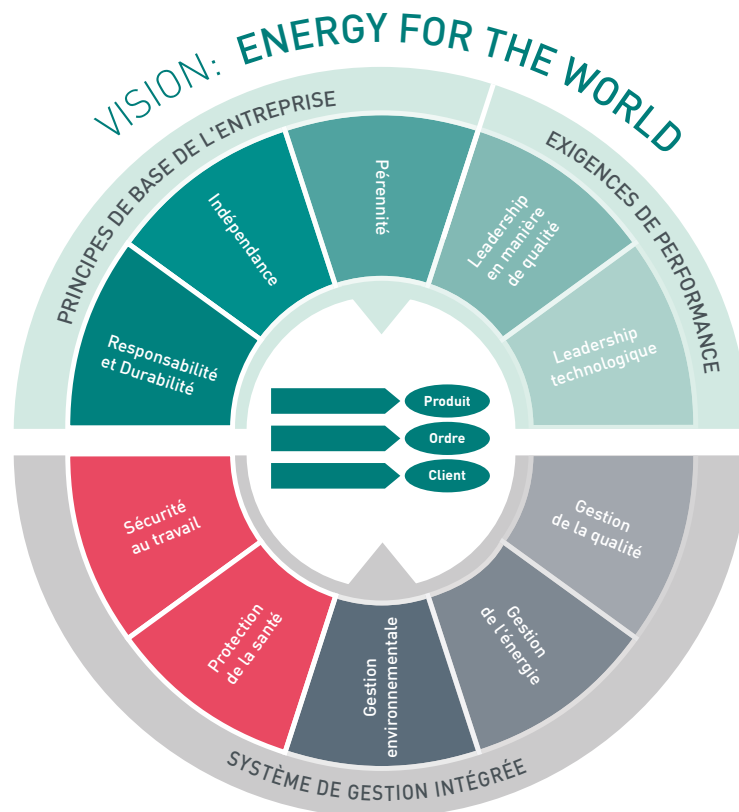 VISION: ENERGY FOR THE WORLD
PRINCIPES DE BASE DE L'ENTREPRISE
EXIGENCES DE PERFORMANCE
Responsabilité
et Durabilité
Indépendance
Pérennité
Leadership
en manière
de qualité
Leadership
technologique
Produit
Ordre
Client
Sécurité
au travail
Protection
de la santé
Gestion
environnementale
Gestion
de l'énergie
Gestion
de la qualité
SYSTÈME DE GESTION INTÉGRÉE